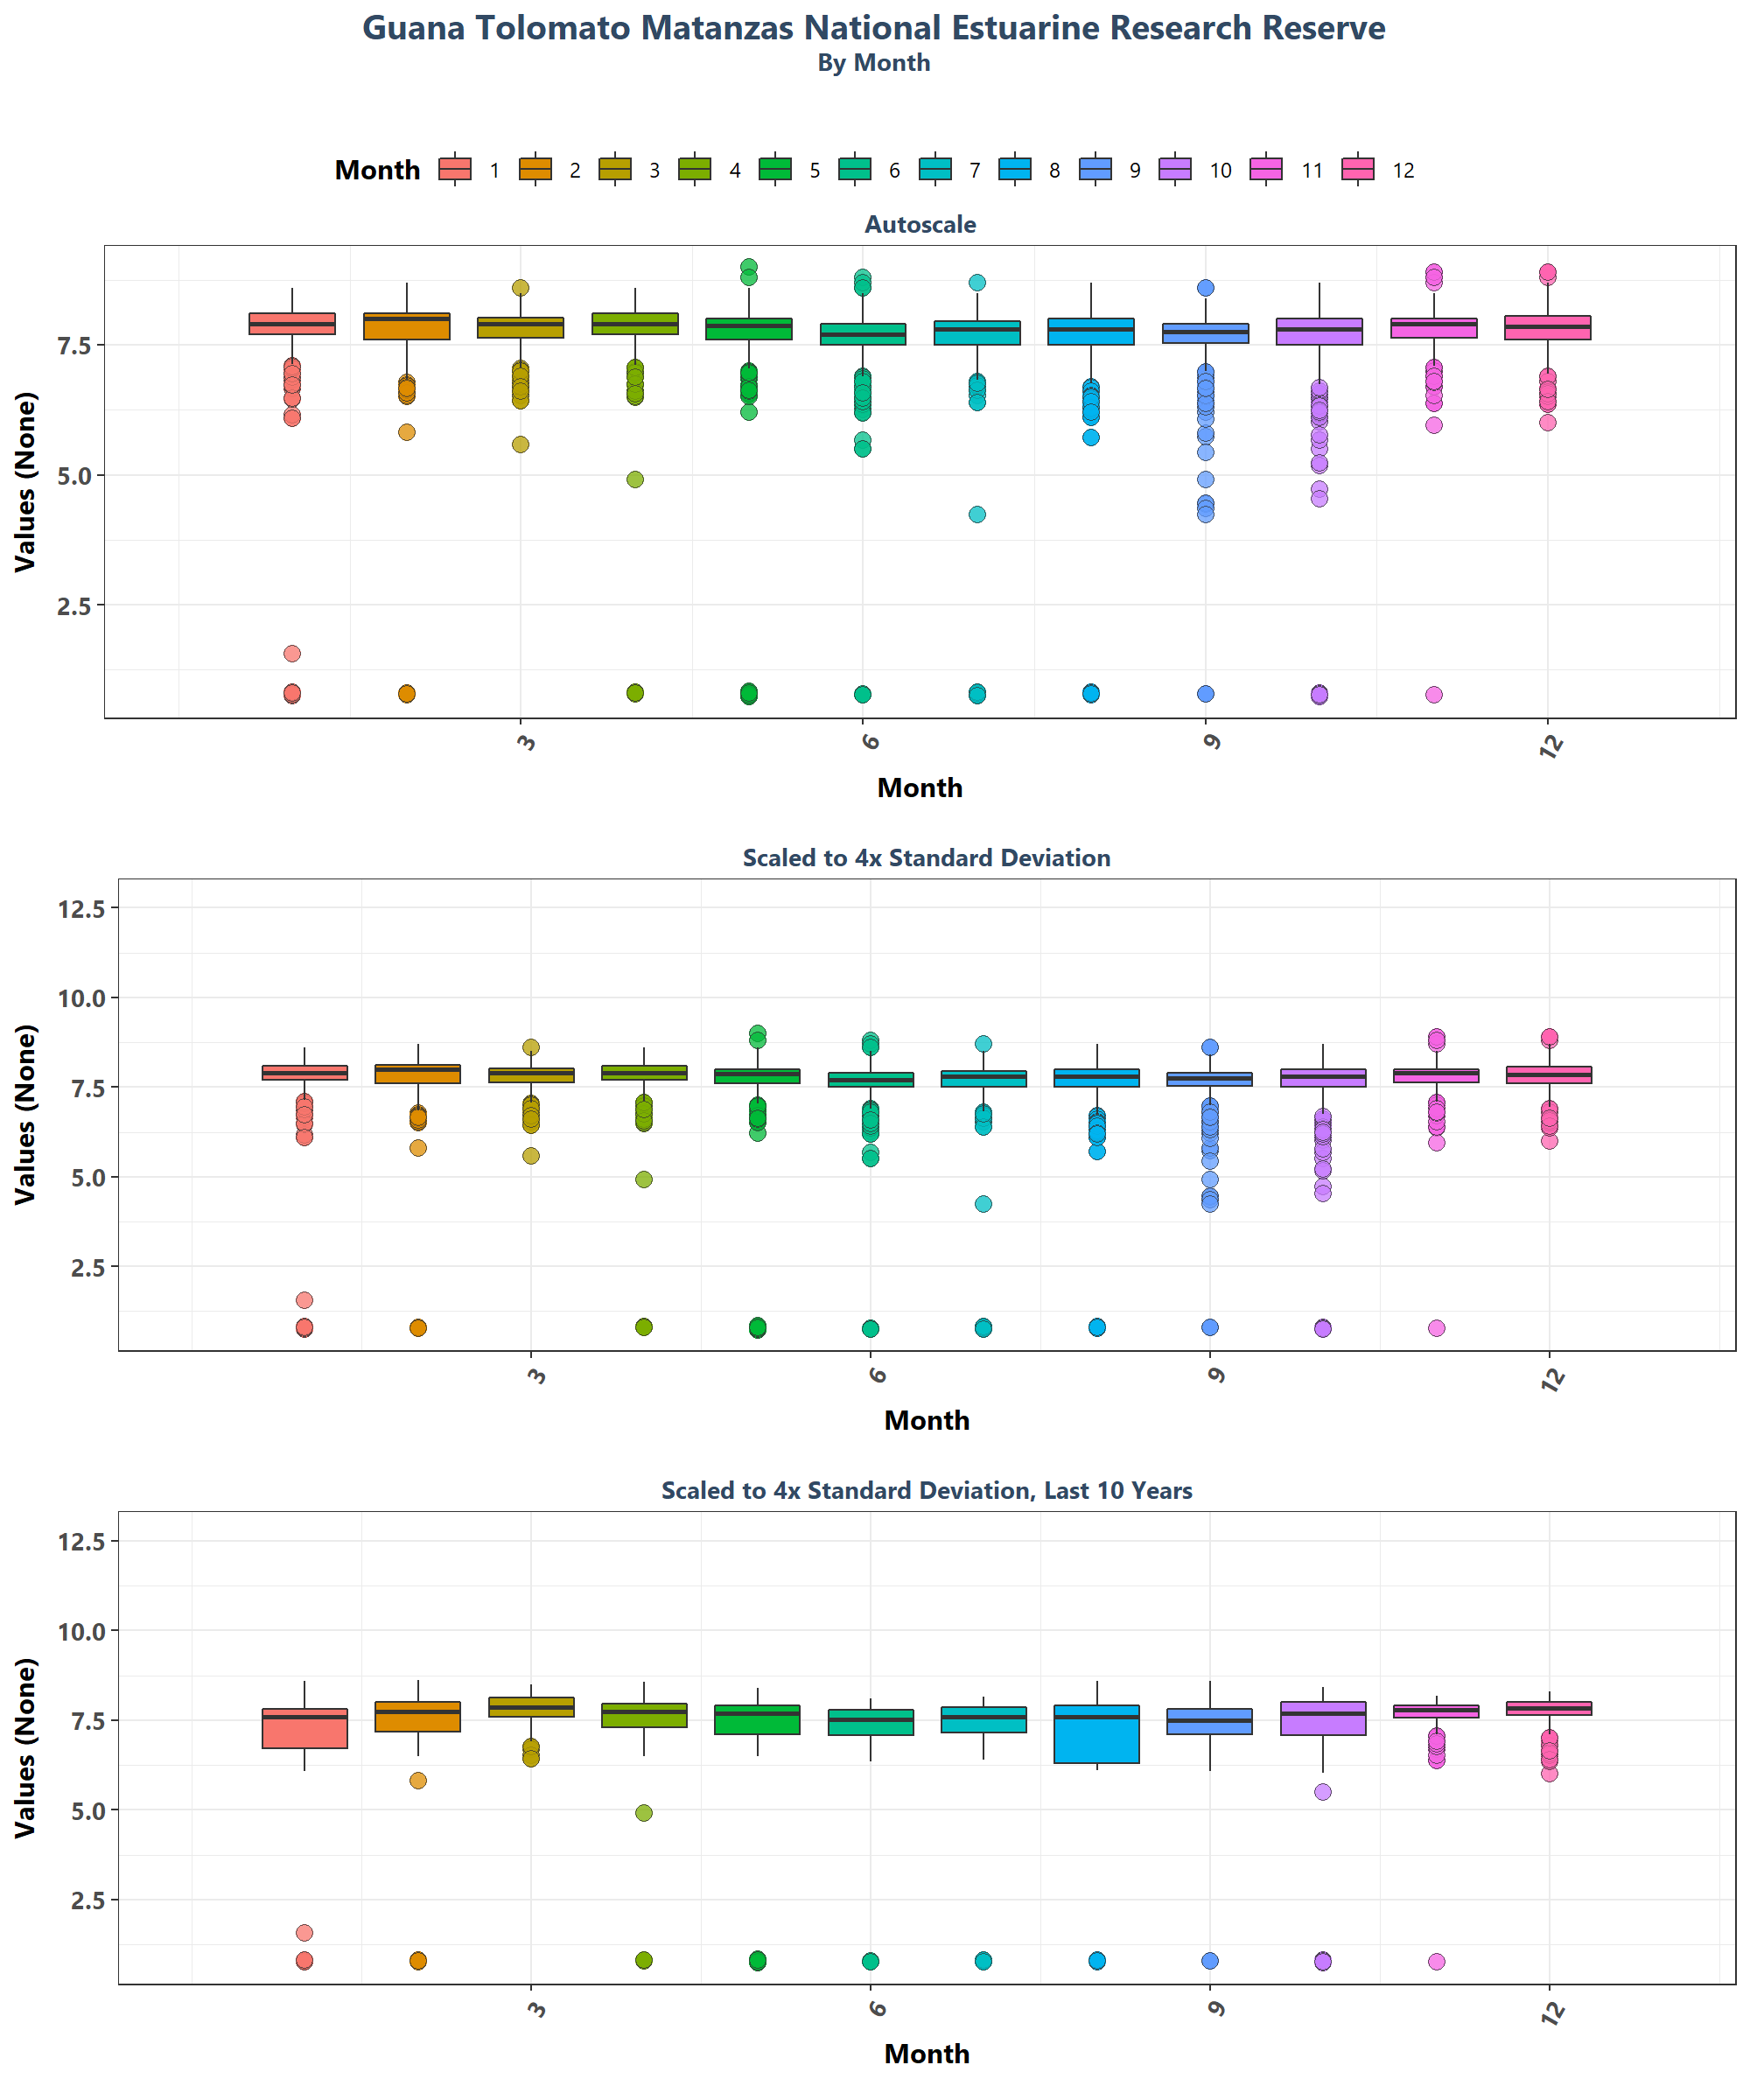 Guana Tolomato Matanzas National Estuarine Research Reserve
By Month
Month 1 2 3 4 5 6 7 8 9 10 11 12
Autoscale
Values (None)
7.5
5.0
2.5
3 6 9 12
Month
Scaled to 4x Standard Deviation
Values (None)
12.5
10.0
7.5
5.0
2.5
3 6 9 12
Month
Scaled to 4x Standard Deviation, Last 10 Years
Values (None)
12.5
10.0
7.5
5.0
2.5
3 6 9 12
Month